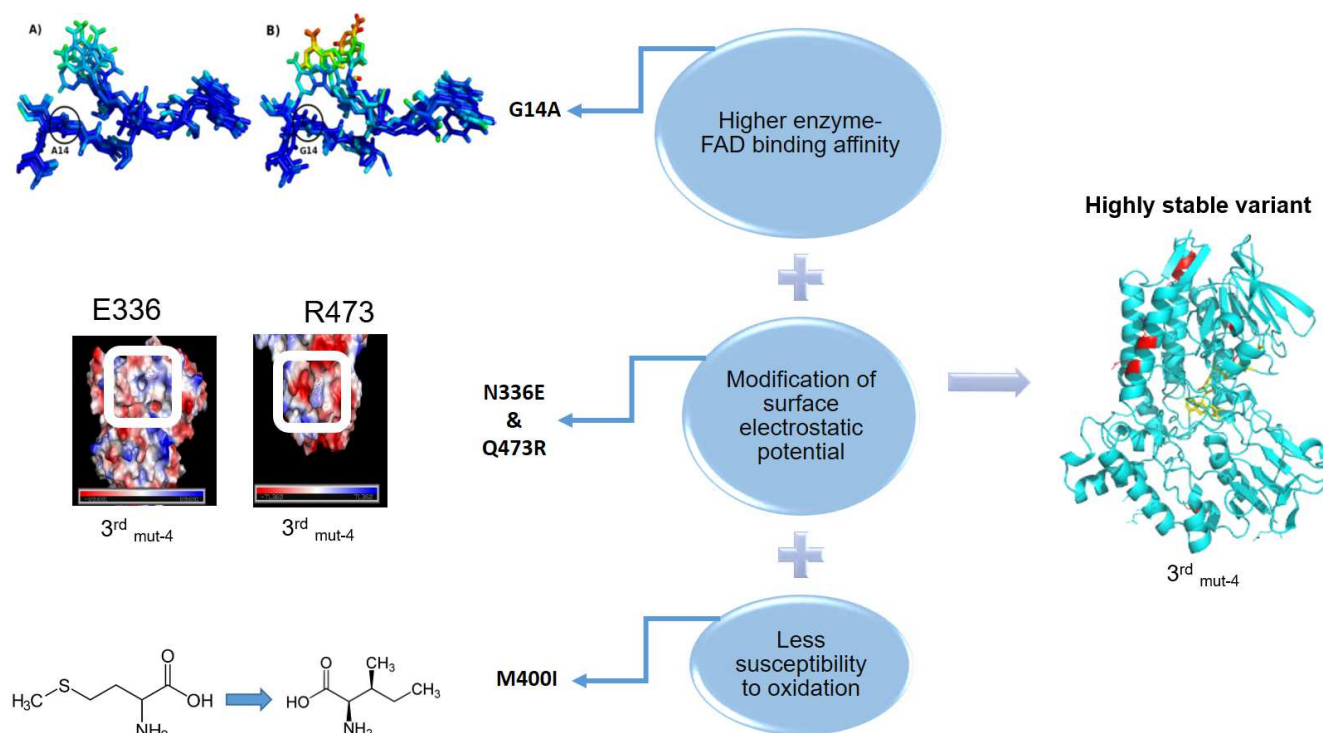 A)
B)
A14
G14
G14A
Higher enzyme-
FAD binding affinity
Highly stable variant
E336
R473
3rd mut-4
3rd mut-4
N336E
&
Q473R
Modification of
surface
electrostatic
potential
3rd mut-4
Less
susceptibility
to oxidation
M400I
H₃C
S
O
OH
NH₂
O
HO
CH₃
CH₃
NH₂